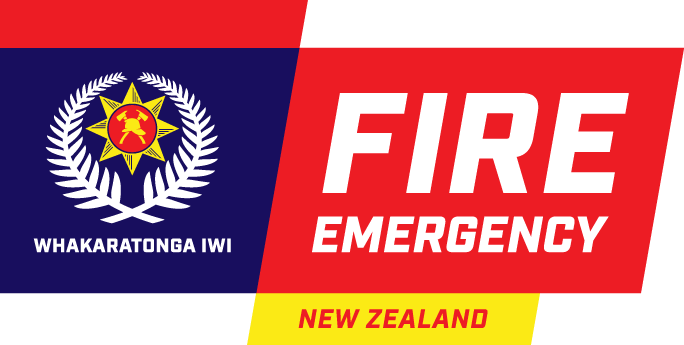 WHAKARATONGA IWI
FIRE
EMERGENCY
NEW ZEALAND